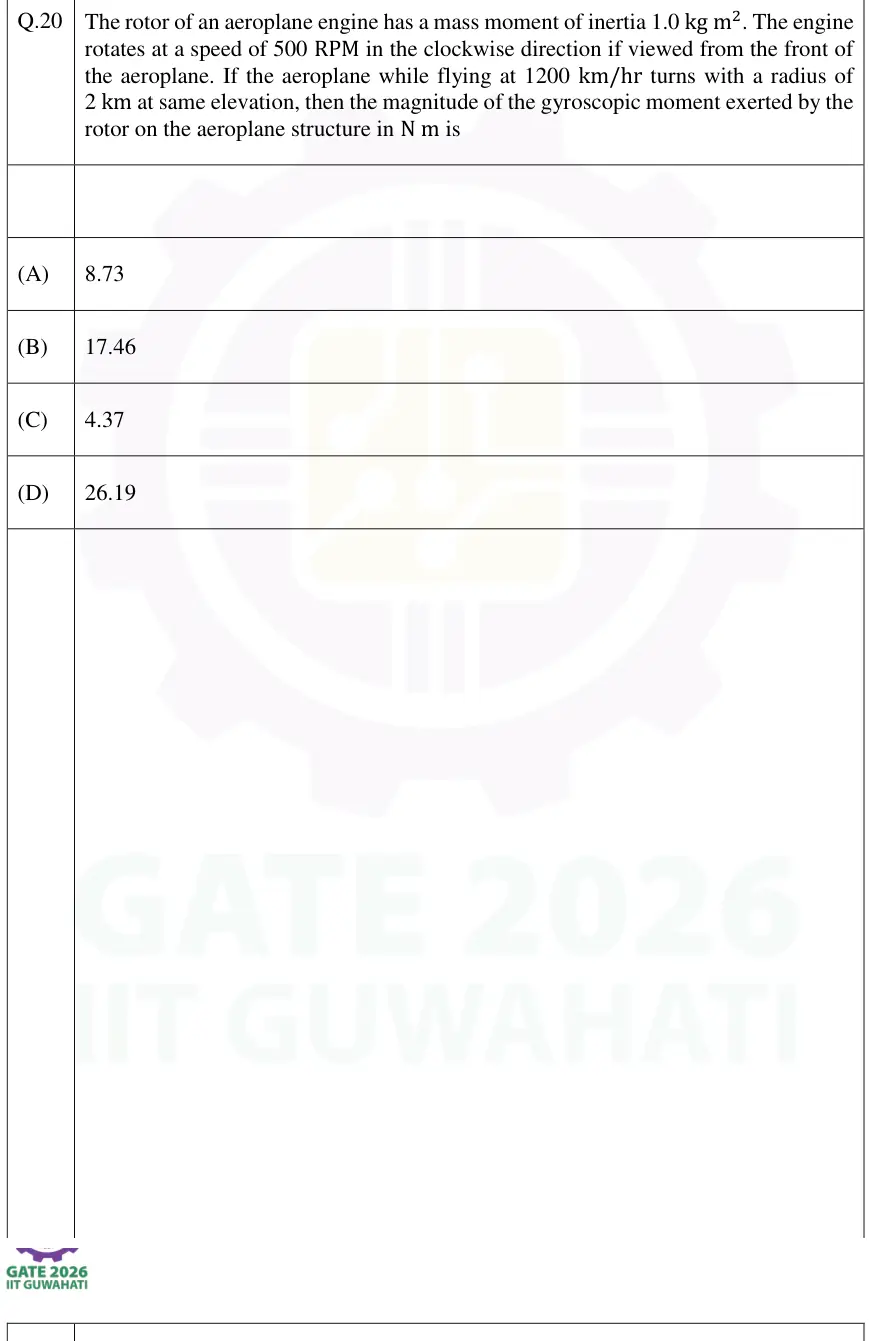 Q.20 The rotor of an aeroplane engine has a mass moment of inertia 1.0 kg m². The engine
rotates at a speed of 500 RPM in the clockwise direction if viewed from the front of
the aeroplane. If the aeroplane while flying at 1200 km/hr turns with a radius of
2 km at same elevation, then the magnitude of the gyroscopic moment exerted by the
rotor on the aeroplane structure in N m is
(A) 8.73
(B) 17.46
(C) 4.37
(D) 26.19
GATE 2026
IIT GUWAHATI
GATE 2026
IIT GUWAHATI